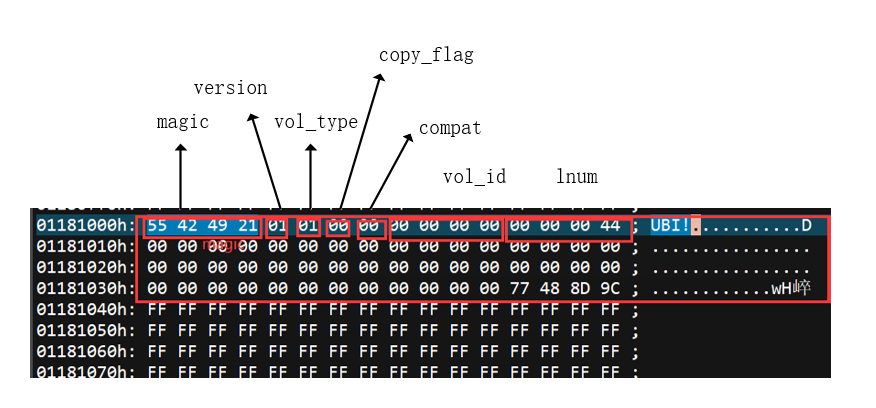 copy_flag
version
magic
vol_type
compat
vol_id
lnum
01181000h: 55 42 49 21 01 01 00 00 00 00 00 00 00 00 00 44 ; UBI!...........D
magic
01181010h: 00 00 00 00 00 00 00 00 00 00 00 00 00 00 00 00 ; ................
01181020h: 00 00 00 00 00 00 00 00 00 00 00 00 00 00 00 00 ; ................
01181030h: 00 00 00 00 00 00 00 00 00 00 00 00 77 48 8D 9C ; ............wH崪
01181040h: FF FF FF FF FF FF FF FF FF FF FF FF FF FF FF FF ;
01181050h: FF FF FF FF FF FF FF FF FF FF FF FF FF FF FF FF ;
01181060h: FF FF FF FF FF FF FF FF FF FF FF FF FF FF FF FF ;
01181070h: FF FF FF FF FF FF FF FF FF FF FF FF FF FF FF FF ;